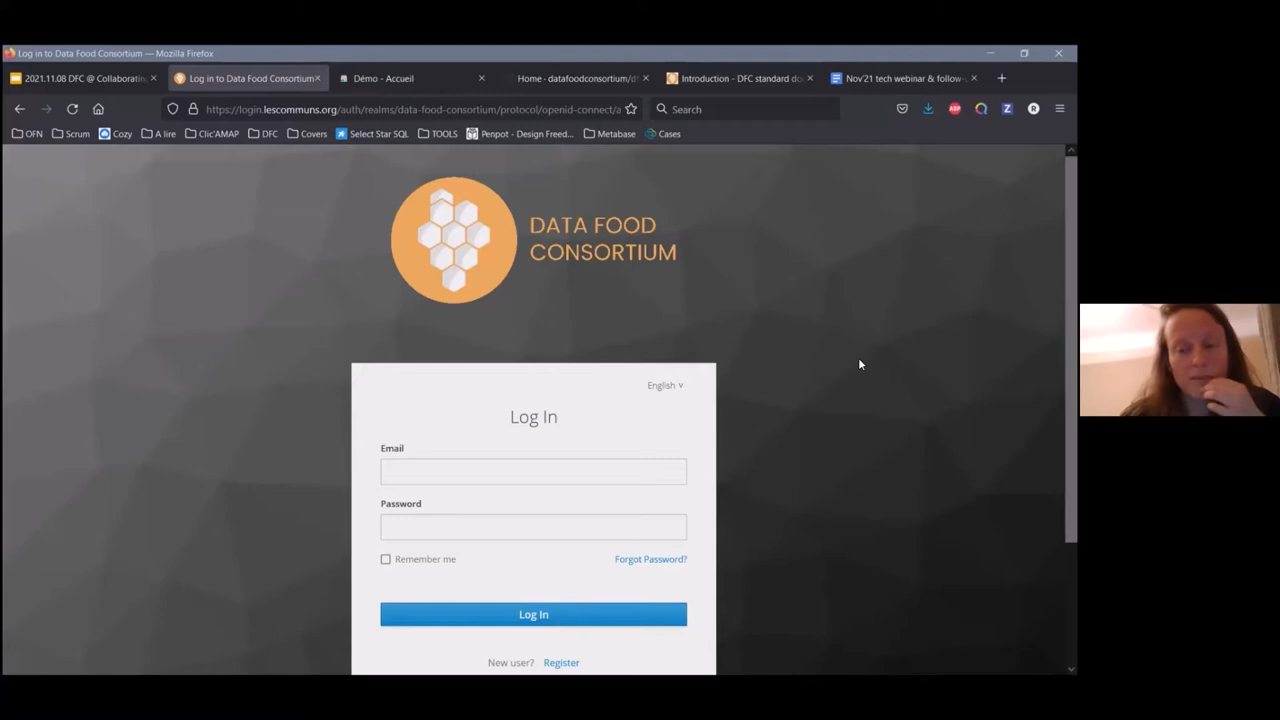 Log in to Data Food Consortium — Mozilla Firefox
2021.11.08 DFC @ Collaborating
Log in to Data Food Consortium
Démo - Accueil
Home · datafoodconsortium/
Introduction - DFC standard do
Nov'21 tech webinar & follow-
https://login.lescommuns.org/auth/realms/data-food-consortium/protocol/openid-connect/a
Search
OFN
Scrum
Cozy
A lire
Clic'AMAP
DFC
Covers
Select Star SQL
TOOLS
Penpot - Design Freed...
Metabase
Cases
DATA FOOD
CONSORTIUM
English
Log In
Email
Password
Remember me
Forgot Password?
Log In
New user? Register